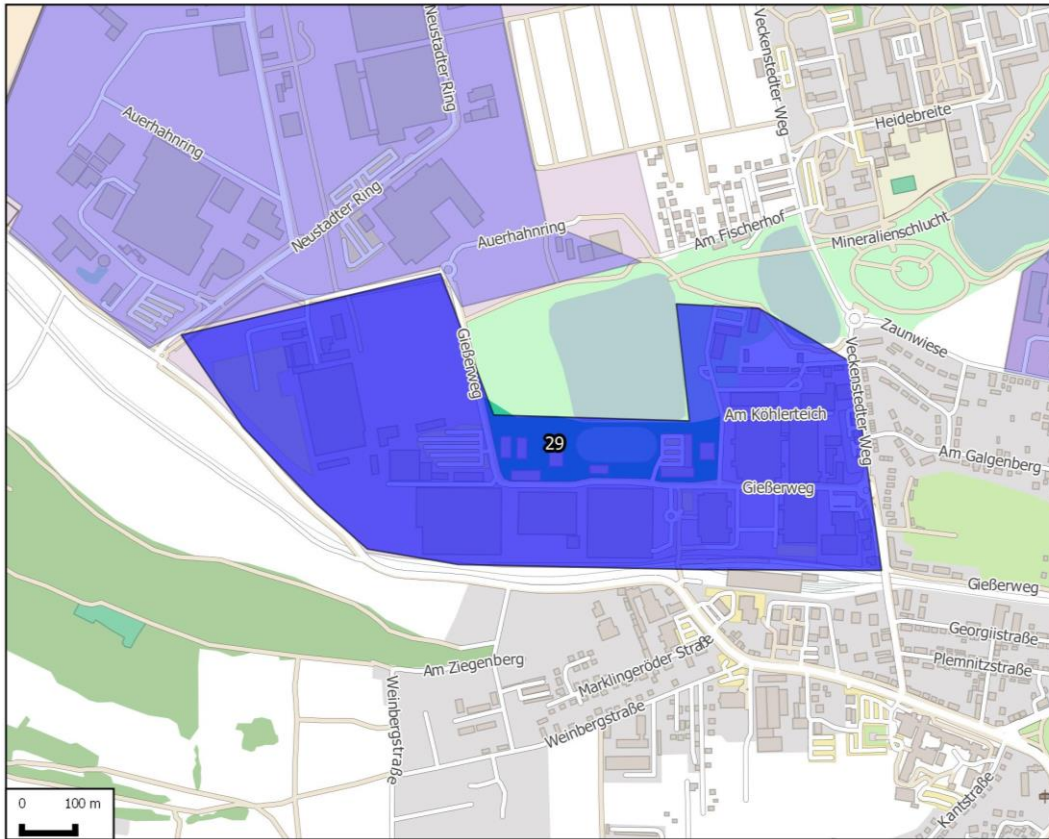 Neustadter Ring
Veckenstedter Weg
Auerhahnring
Heidebreite
Neustadter Ring
Auerhahnring
Am Fischerhof
Mineralienschlucht
Gießerweg
Zaunwiese
Veckenstedter Weg
Am Köhlerteich
29
Am Galgenberg
Gießerweg
Gießerweg
Georgiistraße
Plemnitzstraße
Am Ziegenberg
Marklingeröder Straße
Weinbergstraße
Weinbergstraße
Kantstraße
0 100 m